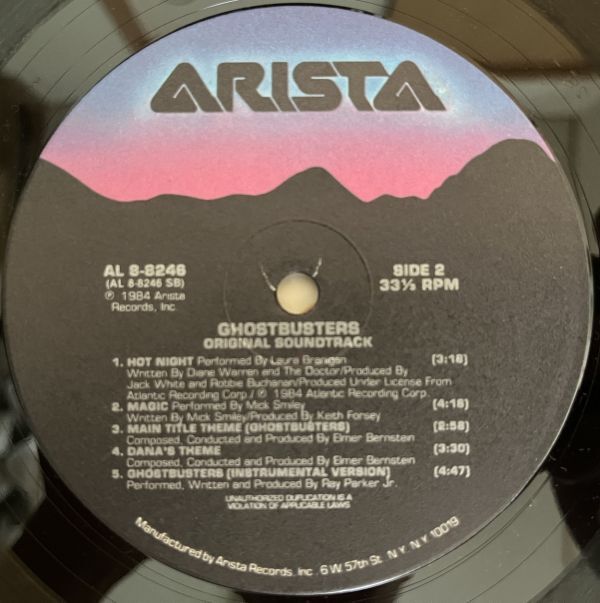 ARISTA
AL 8-8246
(AL 8-8246 SB)
℗ 1984 Arista
Records, Inc.
SIDE 2
33⅓ RPM
GHOSTBUSTERS
ORIGINAL SOUNDTRACK
1. HOT NIGHT Performed By Laura Branigan (3:18)
Written By Diane Warren and The Doctor/Produced By
Jack White and Robbie Buchanan/Produced Under License From
Atlantic Recording Corp./℗ 1984 Atlantic Recording Corp.
2. MAGIC Performed By Mick Smiley (4:18)
Written By Mick Smiley/Produced By Keith Forsey
3. MAIN TITLE THEME (GHOSTBUSTERS) (2:58)
Composed, Conducted and Produced By Elmer Bernstein
4. DANA'S THEME (3:30)
Composed, Conducted and Produced By Elmer Bernstein
5. GHOSTBUSTERS (INSTRUMENTAL VERSION) (4:47)
Performed, Written and Produced By Ray Parker Jr.
UNAUTHORIZED DUPLICATION IS A
VIOLATION OF APPLICABLE LAWS
Manufactured by Arista Records, Inc. 6 W. 57th St. N.Y. N.Y. 10019